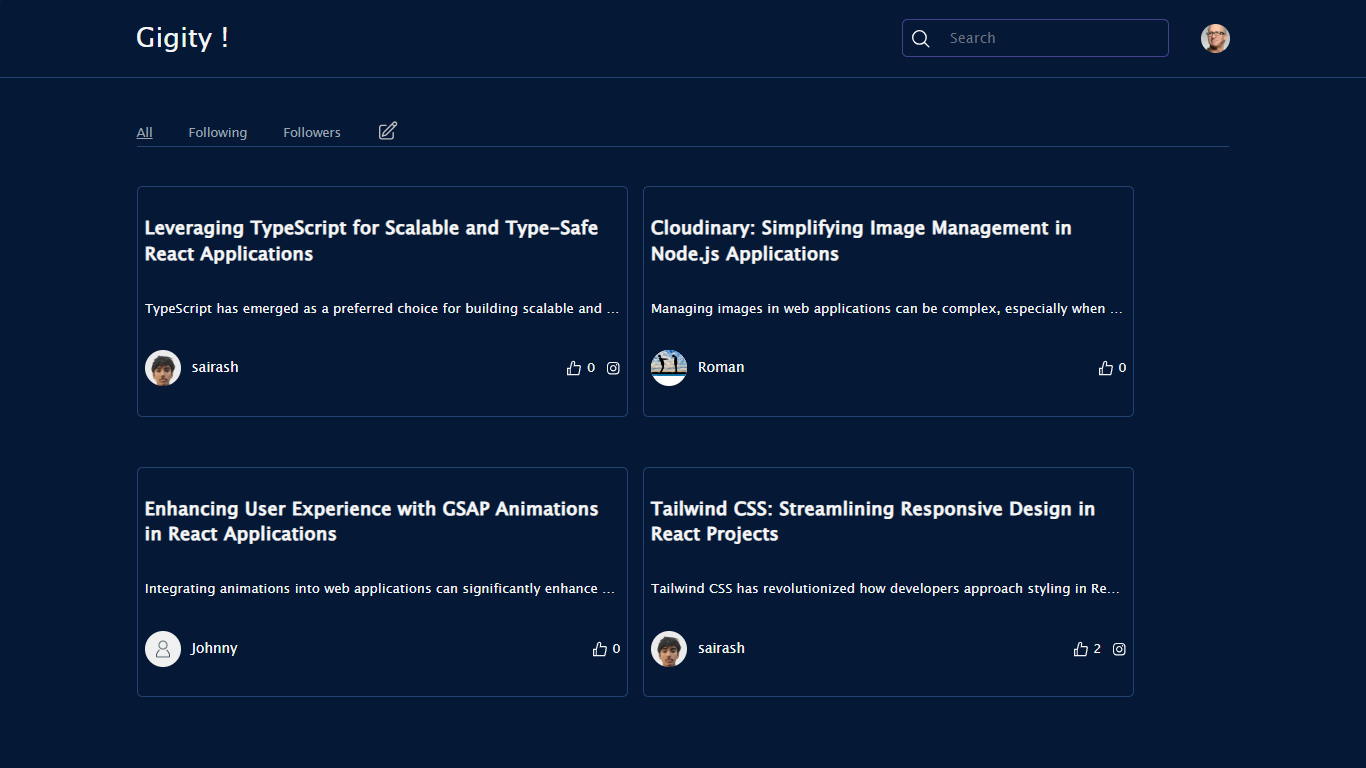 Gigity !
Search
All
Following
Followers
Leveraging TypeScript for Scalable and Type-Safe
React Applications
TypeScript has emerged as a preferred choice for building scalable and ...
sairash
0
Cloudinary: Simplifying Image Management in
Node.js Applications
Managing images in web applications can be complex, especially when ...
Roman
0
Enhancing User Experience with GSAP Animations
in React Applications
Integrating animations into web applications can significantly enhance ...
Johnny
0
Tailwind CSS: Streamlining Responsive Design in
React Projects
Tailwind CSS has revolutionized how developers approach styling in Re...
sairash
2